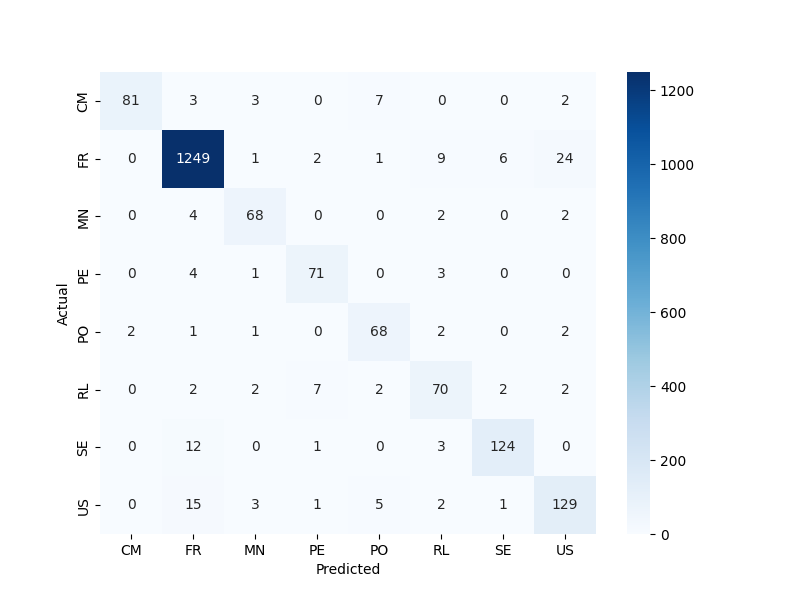 CM 81 3 3 0 7 0 0 2
FR 0 1249 1 2 1 9 6 24
MN 0 4 68 0 0 2 0 2
PE 0 4 1 71 0 3 0 0
PO 2 1 1 0 68 2 0 2
RL 0 2 2 7 2 70 2 2
SE 0 12 0 1 0 3 124 0
US 0 15 3 1 5 2 1 129
CM FR MN PE PO RL SE US
Predicted
Actual
1200
1000
800
600
400
200
0